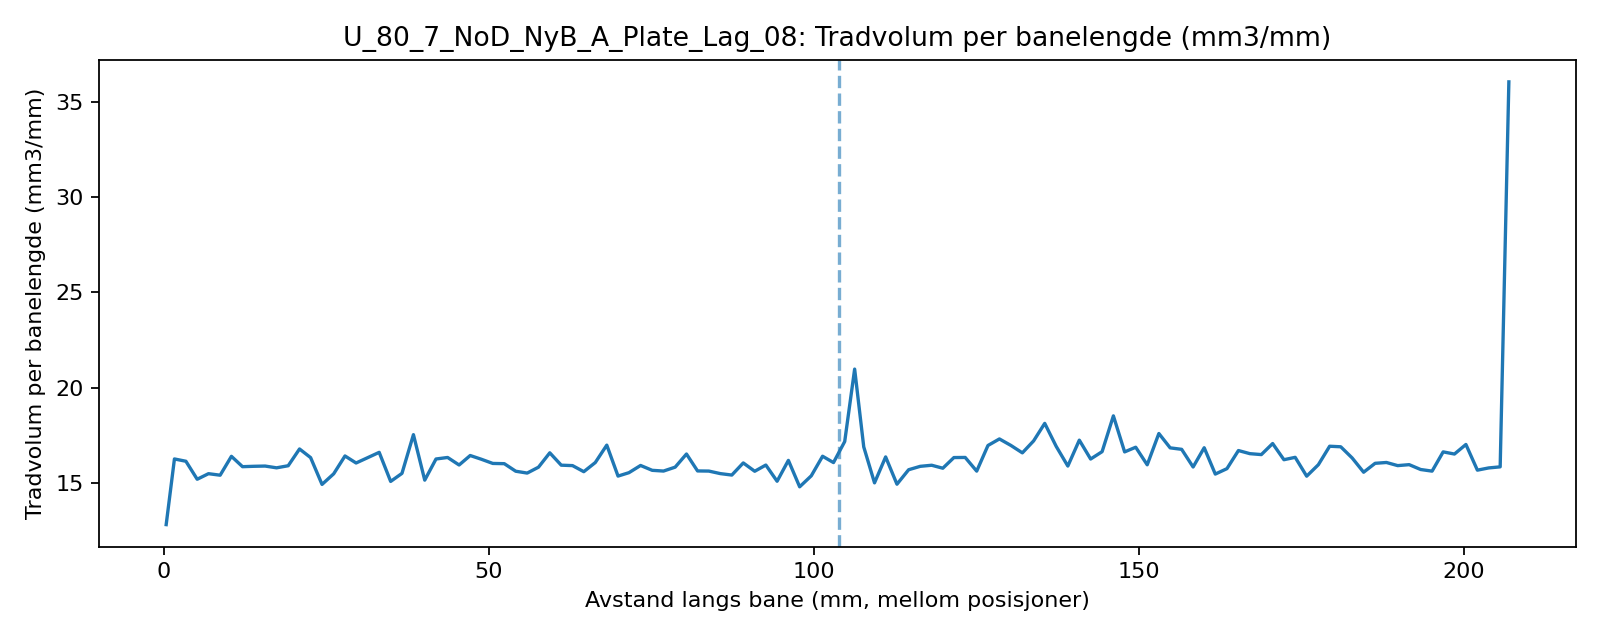 U_80_7_NoD_NyB_A_Plate_Lag_08: Tradvolum per banelengde (mm3/mm)
Tradvolum per banelengde (mm3/mm)
35
30
25
20
15
0 50 100 150 200
Avstand langs bane (mm, mellom posisjoner)